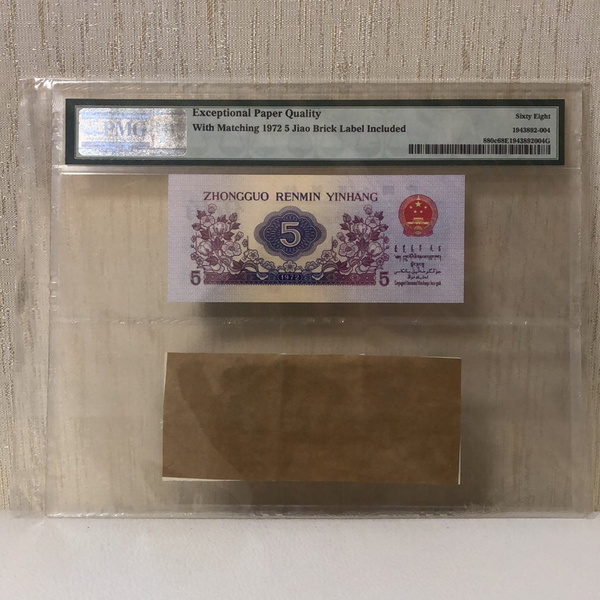 PMG
Exceptional Paper Quality
With Matching 1972 5 Jiao Brick Label Included
Sixty Eight
1943892-004
880c68E1943892004G
ZHONGGUO RENMIN YINHANG
5
5
5
1972